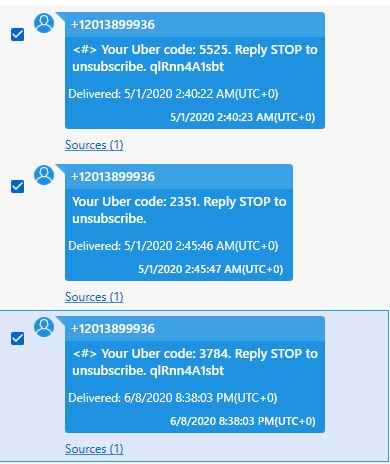 +12013899936
<#> Your Uber code: 5525. Reply STOP to
unsubscribe. qlRnn4A1sbt
Delivered: 5/1/2020 2:40:22 AM(UTC+0)
5/1/2020 2:40:23 AM(UTC+0)
Sources (1)
+12013899936
Your Uber code: 2351. Reply STOP to
unsubscribe.
Delivered: 5/1/2020 2:45:46 AM(UTC+0)
5/1/2020 2:45:47 AM(UTC+0)
Sources (1)
+12013899936
<#> Your Uber code: 3784. Reply STOP to
unsubscribe. qlRnn4A1sbt
Delivered: 6/8/2020 8:38:03 PM(UTC+0)
6/8/2020 8:38:03 PM(UTC+0)
Sources (1)